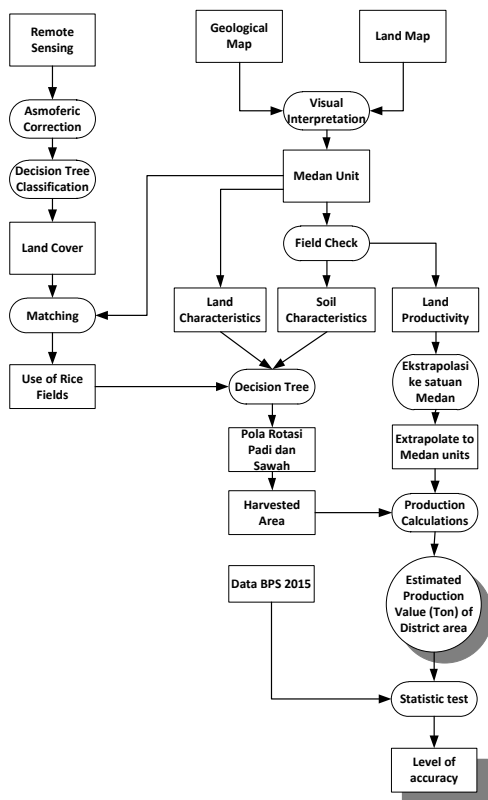 Remote
Sensing
Geological
Map
Land Map
Asmoferic
Correction
Visual
Interpretation
Decision Tree
Classification
Medan Unit
Land Cover
Field Check
Matching
Land
Characteristics
Soil
Characteristics
Land
Productivity
Use of Rice
Fields
Decision Tree
Ekstrapolasi
ke satuan
Medan
Pola Rotasi
Padi dan
Sawah
Extrapolate to
Medan units
Harvested
Area
Production
Calculations
Data BPS 2015
Estimated
Production
Value (Ton) of
District area
Statistic test
Level of
accuracy